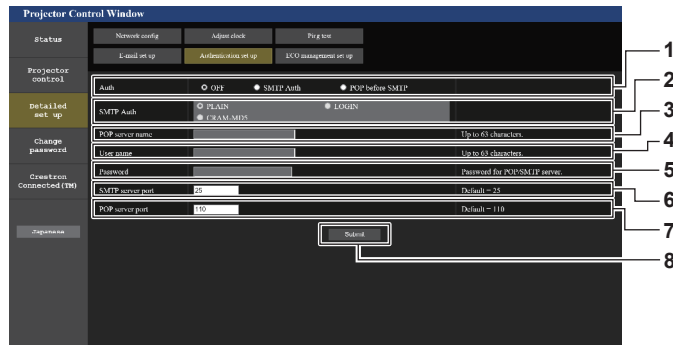 Projector Control Window
Status
Projector
control
Detailed
set up
Change
password
Crestron
Connected(TM)
Japanese
Network config
Adjust clock
Ping test
E-mail set up
Authentication set up
ECO management set up
Auth
OFF
SMTP Auth
POP before SMTP
SMTP Auth
PLAIN
LOGIN
CRAM-MD5
POP server name
Up to 63 characters.
User name
Up to 63 characters.
Password
Password for POP/SMTP server.
SMTP server port
25
Default = 25
POP server port
110
Default = 110
Submit
1
2
3
4
5
6
7
8